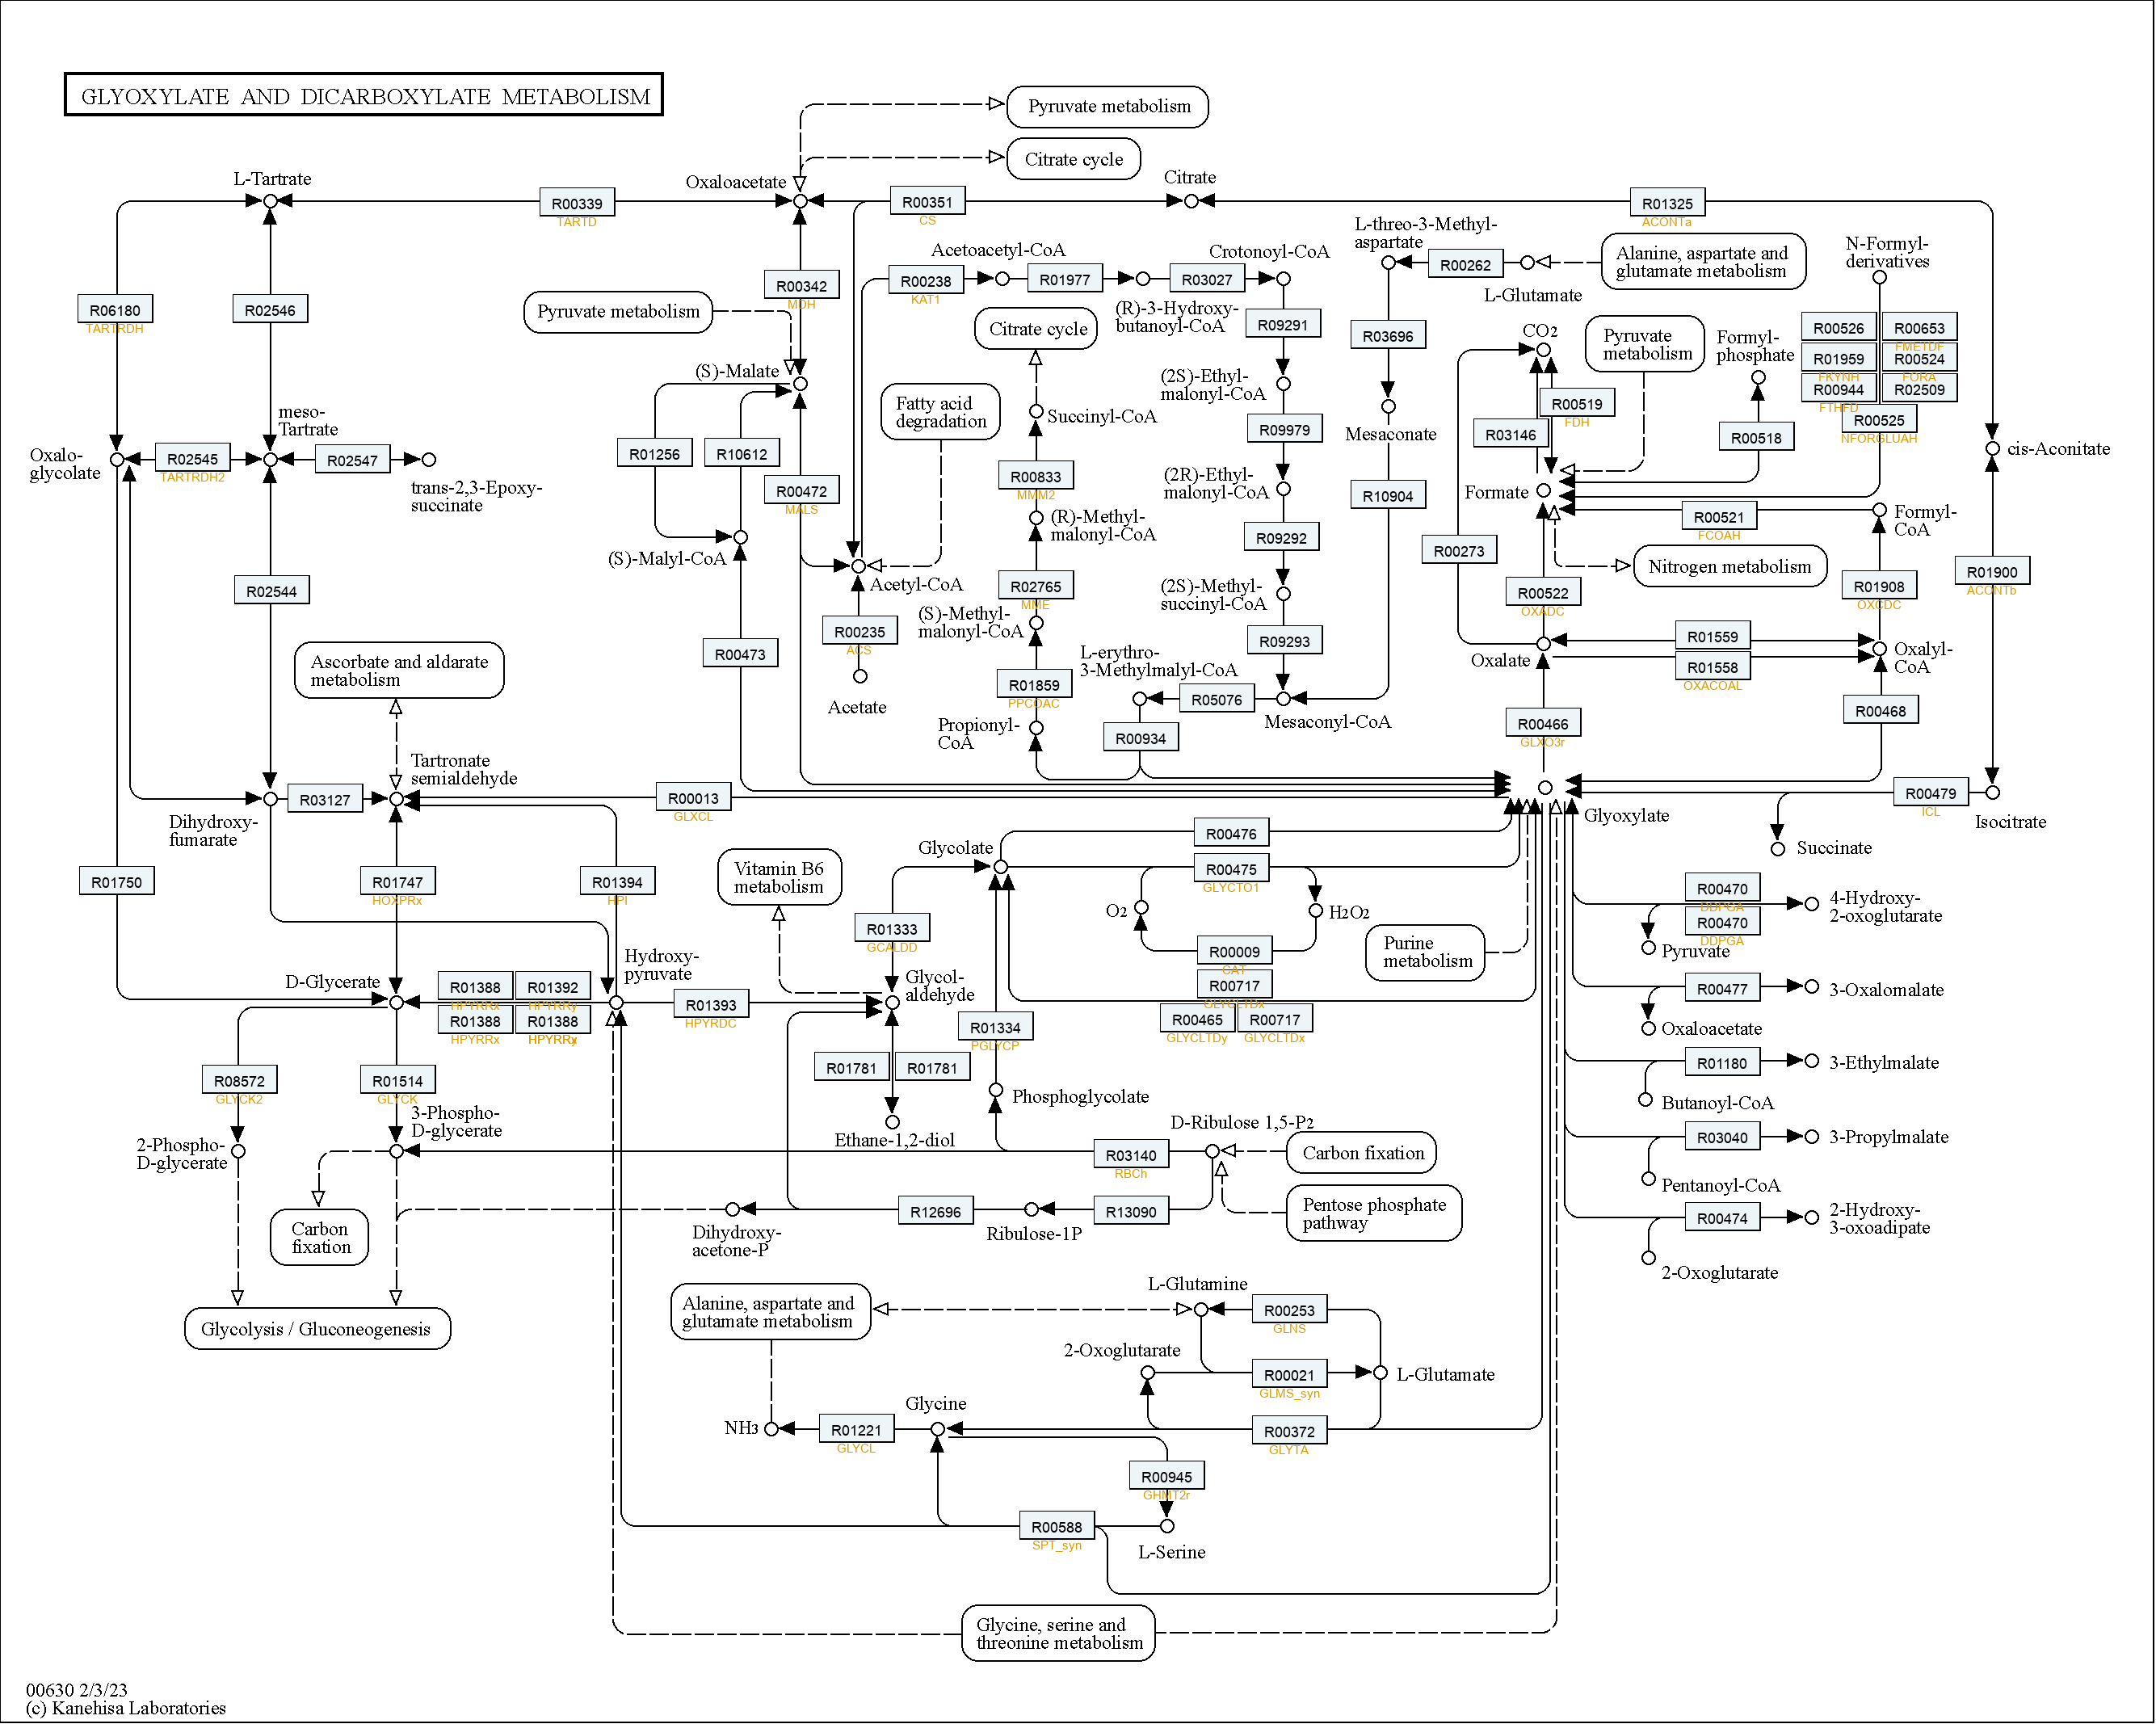 GLYOXYLATE AND DICARBOXYLATE METABOLISM
Pyruvate metabolism
Citrate cycle
L-Tartrate
Oxaloacetate
Citrate
R00339
TARTD
R00351
CS
R01325
ACONTa
L-threo-3-Methyl-
aspartate
Acetoacetyl-CoA
Crotonoyl-CoA
R00262
Alanine, aspartate and
glutamate metabolism
N-Formyl-
derivatives
R00342
MDH
R00238
KAT1
R01977
R03027
L-Glutamate
R06180
TARTRDH
R02546
Pyruvate metabolism
Citrate cycle
(R)-3-Hydroxy-
butanoyl-CoA
R09291
R03696
CO2
Pyruvate
metabolism
Formyl-
phosphate
R00526
R00653
FMETDF
R01959
FKYNH
R00524
FORA
R00944
FTHFD
R02509
R00525
NFORGLUAH
(S)-Malate
(2S)-Ethyl-
malonyl-CoA
Fatty acid
degradation
Succinyl-CoA
Mesaconate
R00519
FDH
R03146
R00518
meso-
Tartrate
R01256
R10612
R09979
cis-Aconitate
Oxalo-
glycolate
R02545
TARTRDH2
R02547
trans-2,3-Epoxy-
succinate
R00472
MALS
R00833
MMM2
(2R)-Ethyl-
malonyl-CoA
R10904
Formate
(R)-Methyl-
malonyl-CoA
R00521
FCOAH
Formyl-
CoA
(S)-Malyl-CoA
R09292
R00273
Nitrogen metabolism
R02544
Acetyl-CoA
R02765
MME
(2S)-Methyl-
succinyl-CoA
R00522
OXADC
R01908
OXCDC
R01900
ACONTb
(S)-Methyl-
malonyl-CoA
R00235
ACS
R00473
R09293
R01559
R01558
OXACOAL
Oxalate
Oxalyl-
CoA
Ascorbate and aldarate
metabolism
L-erythro-
3-Methylmalyl-CoA
R01859
PPCOAC
R05076
Acetate
Mesaconyl-CoA
R00466
GLXO3r
R00468
Propionyl-
CoA
R00934
Tartronate
semialdehyde
R03127
R00013
GLXCL
R00479
ICL
Dihydroxy-
fumarate
Glyoxylate
Isocitrate
R00476
Glycolate
Succinate
Vitamin B6
metabolism
R00475
GLYCTO1
R01750
R01747
HOXPRx
R01394
HPI
R00470
DDPGA
R00470
DDPGA
4-Hydroxy-
2-oxoglutarate
O2
H2O2
R01333
GCALDD
R00009
CAT
Purine
metabolism
Pyruvate
Hydroxy-
pyruvate
D-Glycerate
Glycol-
aldehyde
R01388
HPYRRx
R01392
HPYRRy
R01388
HPYRRx
R01388
HPYRRy
R01393
HPYRDC
R00717
GLYCLTDx
R00465
GLYCLTDy
R00717
GLYCLTDx
R00477
3-Oxalomalate
R01334
PGLYCP
Oxaloacetate
R08572
GLYCK2
R01514
GLYCK
R01781
R01781
R01180
3-Ethylmalate
Phosphoglycolate
Butanoyl-CoA
3-Phospho-
D-glycerate
Ethane-1,2-diol
D-Ribulose 1,5-P2
2-Phospho-
D-glycerate
R03140
RBCh
Carbon fixation
R03040
3-Propylmalate
Pentanoyl-CoA
R12696
R13090
Pentose phosphate
pathway
Carbon
fixation
Dihydroxy-
acetone-P
Ribulose-1P
R00474
2-Hydroxy-
3-oxoadipate
2-Oxoglutarate
L-Glutamine
Glycolysis / Gluconeogenesis
Alanine, aspartate and
glutamate metabolism
R00253
GLNS
2-Oxoglutarate
R00021
GLMS_syn
L-Glutamate
Glycine
NH3
R01221
GLYCL
R00372
GLYTA
R00945
GHMT2r
R00588
SPT_syn
L-Serine
Glycine, serine and
threonine metabolism
00630 2/3/23
(c) Kanehisa Laboratories